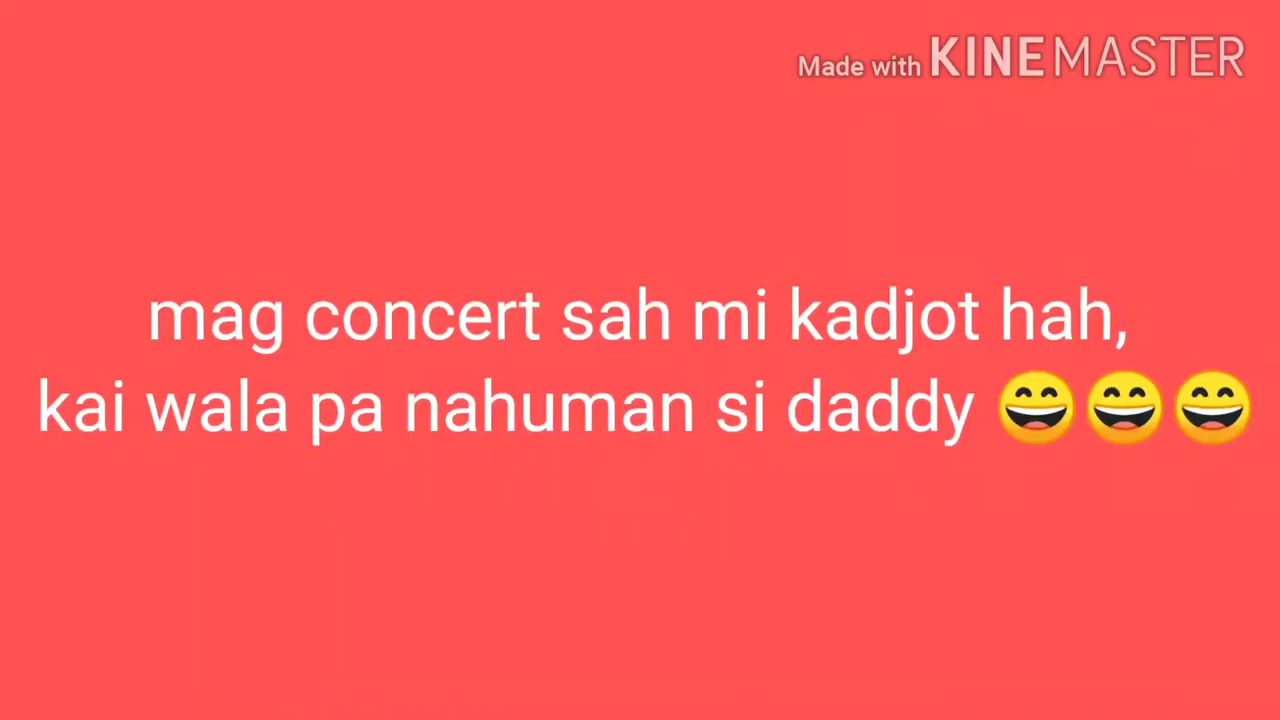 Made with KINEMASTER
mag concert sah mi kadjot hah,
kai wala pa nahuman si daddy 😄😄😄